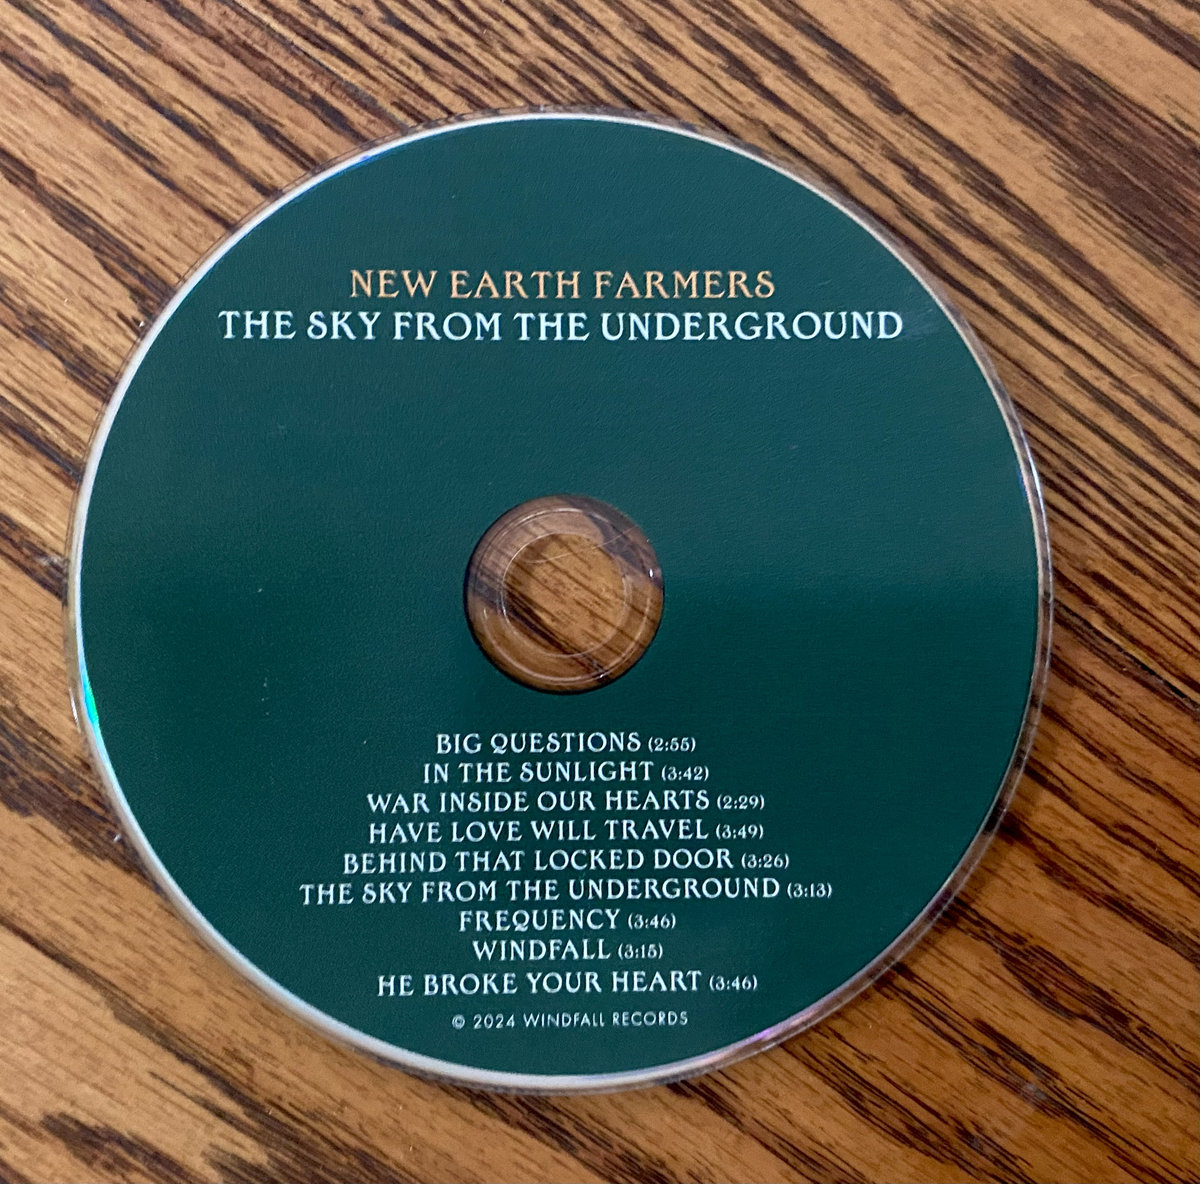 NEW EARTH FARMERS
THE SKY FROM THE UNDERGROUND
BIG QUESTIONS (2:55)
IN THE SUNLIGHT (3:42)
WAR INSIDE OUR HEARTS (2:29)
HAVE LOVE WILL TRAVEL (3:49)
BEHIND THAT LOCKED DOOR (3:26)
THE SKY FROM THE UNDERGROUND (3:13)
FREQUENCY (3:46)
WINDFALL (3:15)
HE BROKE YOUR HEART (3:46)
© 2024 WINDFALL RECORDS